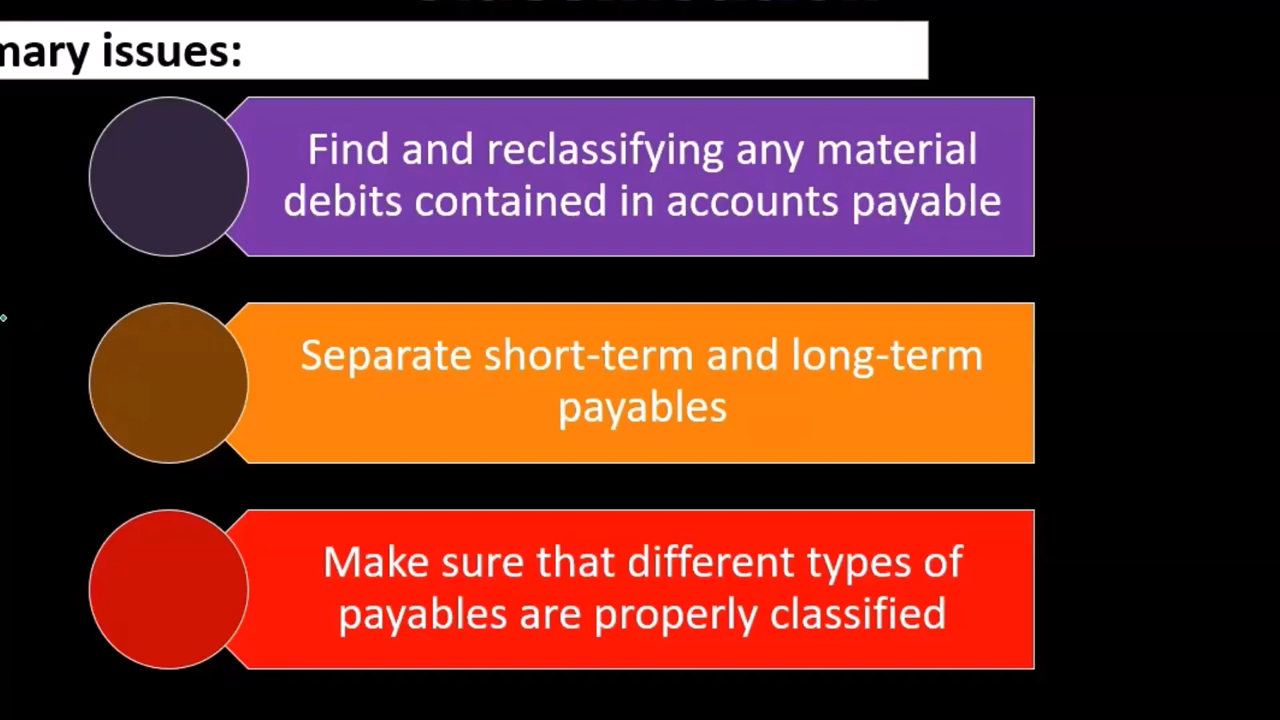 issues:
Find and reclassifying any material
debits contained in accounts payable
Separate short-term and long-term
payables
Make sure that different types of
payables are properly classified